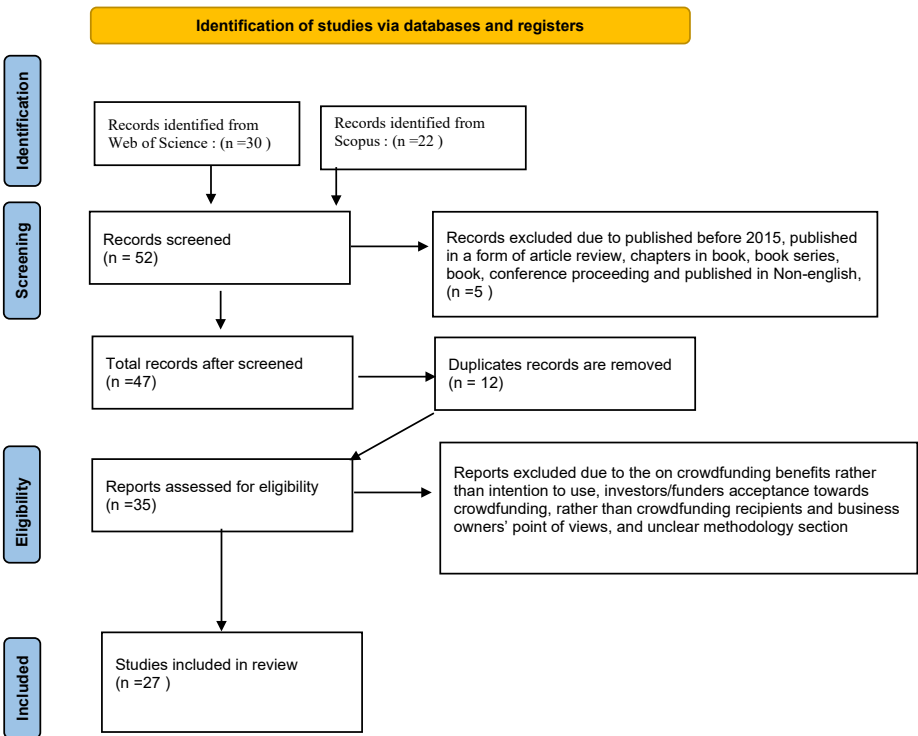 Identification of studies via databases and registers
Identification
Records identified from
Web of Science : (n =30 )
Records identified from
Scopus : (n =22 )
Screening
Records screened
(n = 52)
Records excluded due to published before 2015, published
in a form of article review, chapters in book, book series,
book, conference proceeding and published in Non-english,
(n =5 )
Total records after screened
(n =47)
Duplicates records are removed
(n = 12)
Eligibility
Reports assessed for eligibility
(n =35)
Reports excluded due to the on crowdfunding benefits rather
than intention to use, investors/funders acceptance towards
crowdfunding, rather than crowdfunding recipients and business
owners’ point of views, and unclear methodology section
Included
Studies included in review
(n =27 )